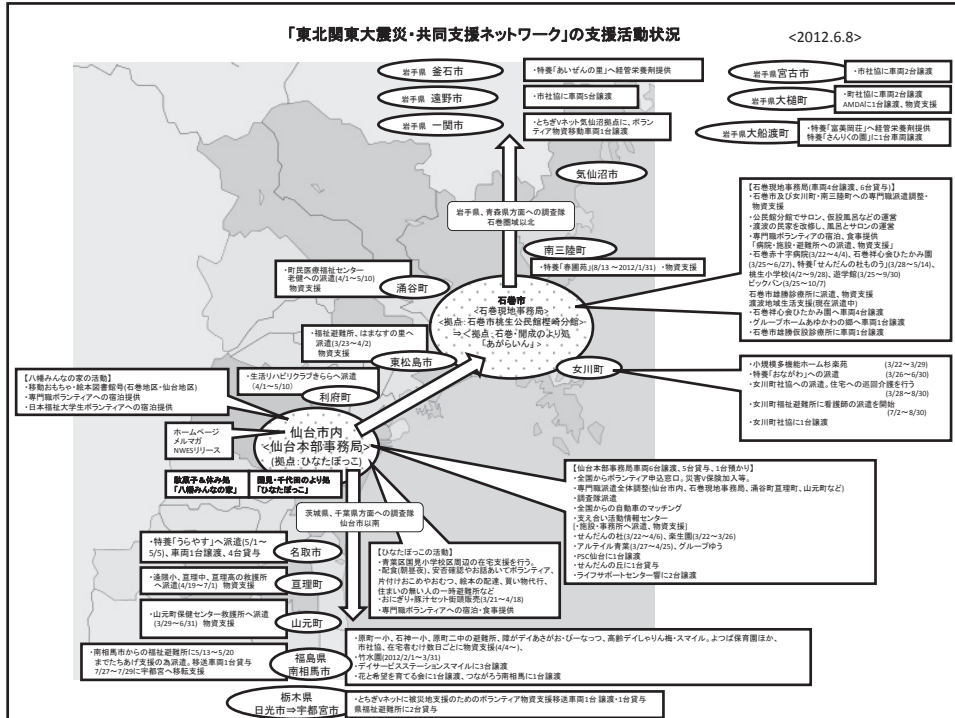 「東北関東大震災・共同支援ネットワーク」の支援活動状況
<2012.6.8>
岩手県 釜石市
・特養「あいぜんの里」へ経管栄養剤提供
岩手県 遠野市
・市社協に車両5台譲渡
岩手県 一関市
・とちぎVネット気仙沼拠点に、ボラン
ティア物資移動車両1台譲渡
岩手県 宮古市
・市社協に車両2台譲渡
岩手県 大槌町
・町社協に車両2台譲渡
AMDAに1台譲渡、物資支援
岩手県 大船渡町
・特養「富美岡荘」へ経管栄養剤提供
特養「さんりくの園」に1台車両譲渡
気仙沼市
岩手県、青森県方面への調査隊
石巻圏域以北
南三陸町
・特養「春圃苑」(8/13 ～2012/1/31) ・物資支援
・町民医療福祉センター
老健への派遣(4/1～5/10)
物資支援
涌谷町
石巻市
<石巻現地事務局>
<拠点:石巻市桃生公民館樫崎分館>
⇒<拠点:石巻・開成のより処
「あがらいん」>
【石巻現地事務局(車両4台譲渡、6台貸与)】
・石巻市及び女川町・南三陸町への専門職派遣調整・
物資支援
・公民館分館でサロン、仮設風呂などの運営
・渡波の民家を改修し、風呂とサロンの運営
・専門職ボランティアの宿泊、食事提供
「病院・施設・避難所への派遣、物資支援」
・石巻赤十字病院(3/22～4/4)、石巻祥心会ひたかみ園
(3/25～6/27)、特養「せんだんの杜ものう」(3/28～5/14)、
桃生小学校(4/2～9/28)、遊学館(3/25～9/30)
ビックバン(3/25～10/7)
石巻市雄勝診療所に派遣、物資支援
渡波地域生活支援(現在派遣中)
・石巻祥心会ひたかみ園へ車両4台譲渡
・グループホームあゆかわの郷へ車両1台譲渡
・石巻市雄勝仮設診療所に車両1台譲渡
・福祉避難所、はまなすの里へ
派遣(3/23～4/2)
物資支援
東松島市
女川町
・小規模多機能ホーム杉楽苑 (3/22～3/29)
・特養「おながわ」への派遣 (3/26～6/30)
・女川町社協への派遣。住宅への巡回介護を行う
(3/28～8/30)
・女川町福祉避難所に看護師の派遣を開始
(7/2～8/30)
・女川町社協に1台譲渡
・生活リハビリクラブきららへ派遣
(4/1～5/10)
利府町
【八幡みんなの家の活動】
・移動おもちゃ・絵本図書館号(石巻地区・仙台地区)
・専門職ボランティアへの宿泊提供
・日本福祉大学生ボランティアへの宿泊提供
ホームページ
メルマガ
NWESリリース
仙台市内
<仙台本部事務局>
(拠点:ひなたぼっこ)
駄菓子&休み処
「八幡みんなの家」
国見・千代田のより処
「ひなたぼっこ」
茨城県、千葉県方面への調査隊
仙台市以南
【仙台本部事務局車両6台譲渡、5台貸与、1台預かり】
・全国からボランティア申込窓口。災害V保険加入等。
・専門職派遣全体調整(仙台市内、石巻現地事務局、涌谷町亘理町、山元町など)
・調査隊派遣
・全国からの自動車のマッチング
・支え合い活動情報センター
[・施設・事務所へ派遣、物資支援]
・せんだんの杜(3/22～4/6)、楽生園(3/22～3/26)
・アルテイル青葉(3/27～4/25)、グループゆう
・PSC仙台に1台譲渡
・せんだんの丘に1台貸与
・ライフサポートセンター響に2台譲渡
【ひなたぼっこの活動】
・青葉区国見小学校区周辺の在宅支援を行う。
・配食(朝昼夜)、安否確認やお話あいてボランティア、
片付けおこめやおむつ、絵本の配達、買い物代行、
住まいの無い人の一時避難所など
・おにぎり+豚汁セット街頭販売(3/21～4/18)
・専門職ボランティアへの宿泊・食事提供
・特養「うらやす」へ派遣(5/1～
5/5)、車両1台譲渡、4台貸与
名取市
・逢隈小、亘理中、亘理高の救護所
へ派遣(4/19～7/1) 物資支援
亘理町
・山元町保健センター救護所へ派遣
(3/29～6/31) 物資支援
山元町
・南相馬市からの福祉避難所に5/13～5/20
までたちあげ支援の為派遣。移送車両1台貸与
7/27～7/29に宇都宮へ移転支援
福島県
南相馬市
・原町一小、石神一小、原町二中の避難所、障がデイあさがお・ぴーなっつ、高齢デイしゃりん梅・スマイル。よつば保育園ほか、
市社協、在宅者むけ数日ごとに物資支援(4/4～)、
・竹水園(2012/2/1～3/31)
・デイサービスステーションスマイルに3台譲渡
・花と希望を育てる会に1台譲渡、つながろう南相馬に1台譲渡
栃木県
日光市⇒宇都宮市
・とちぎVネットに被災地支援のためのボランティア物資支援移送車両1台譲渡・1台貸与
県福祉避難所に2台貸与